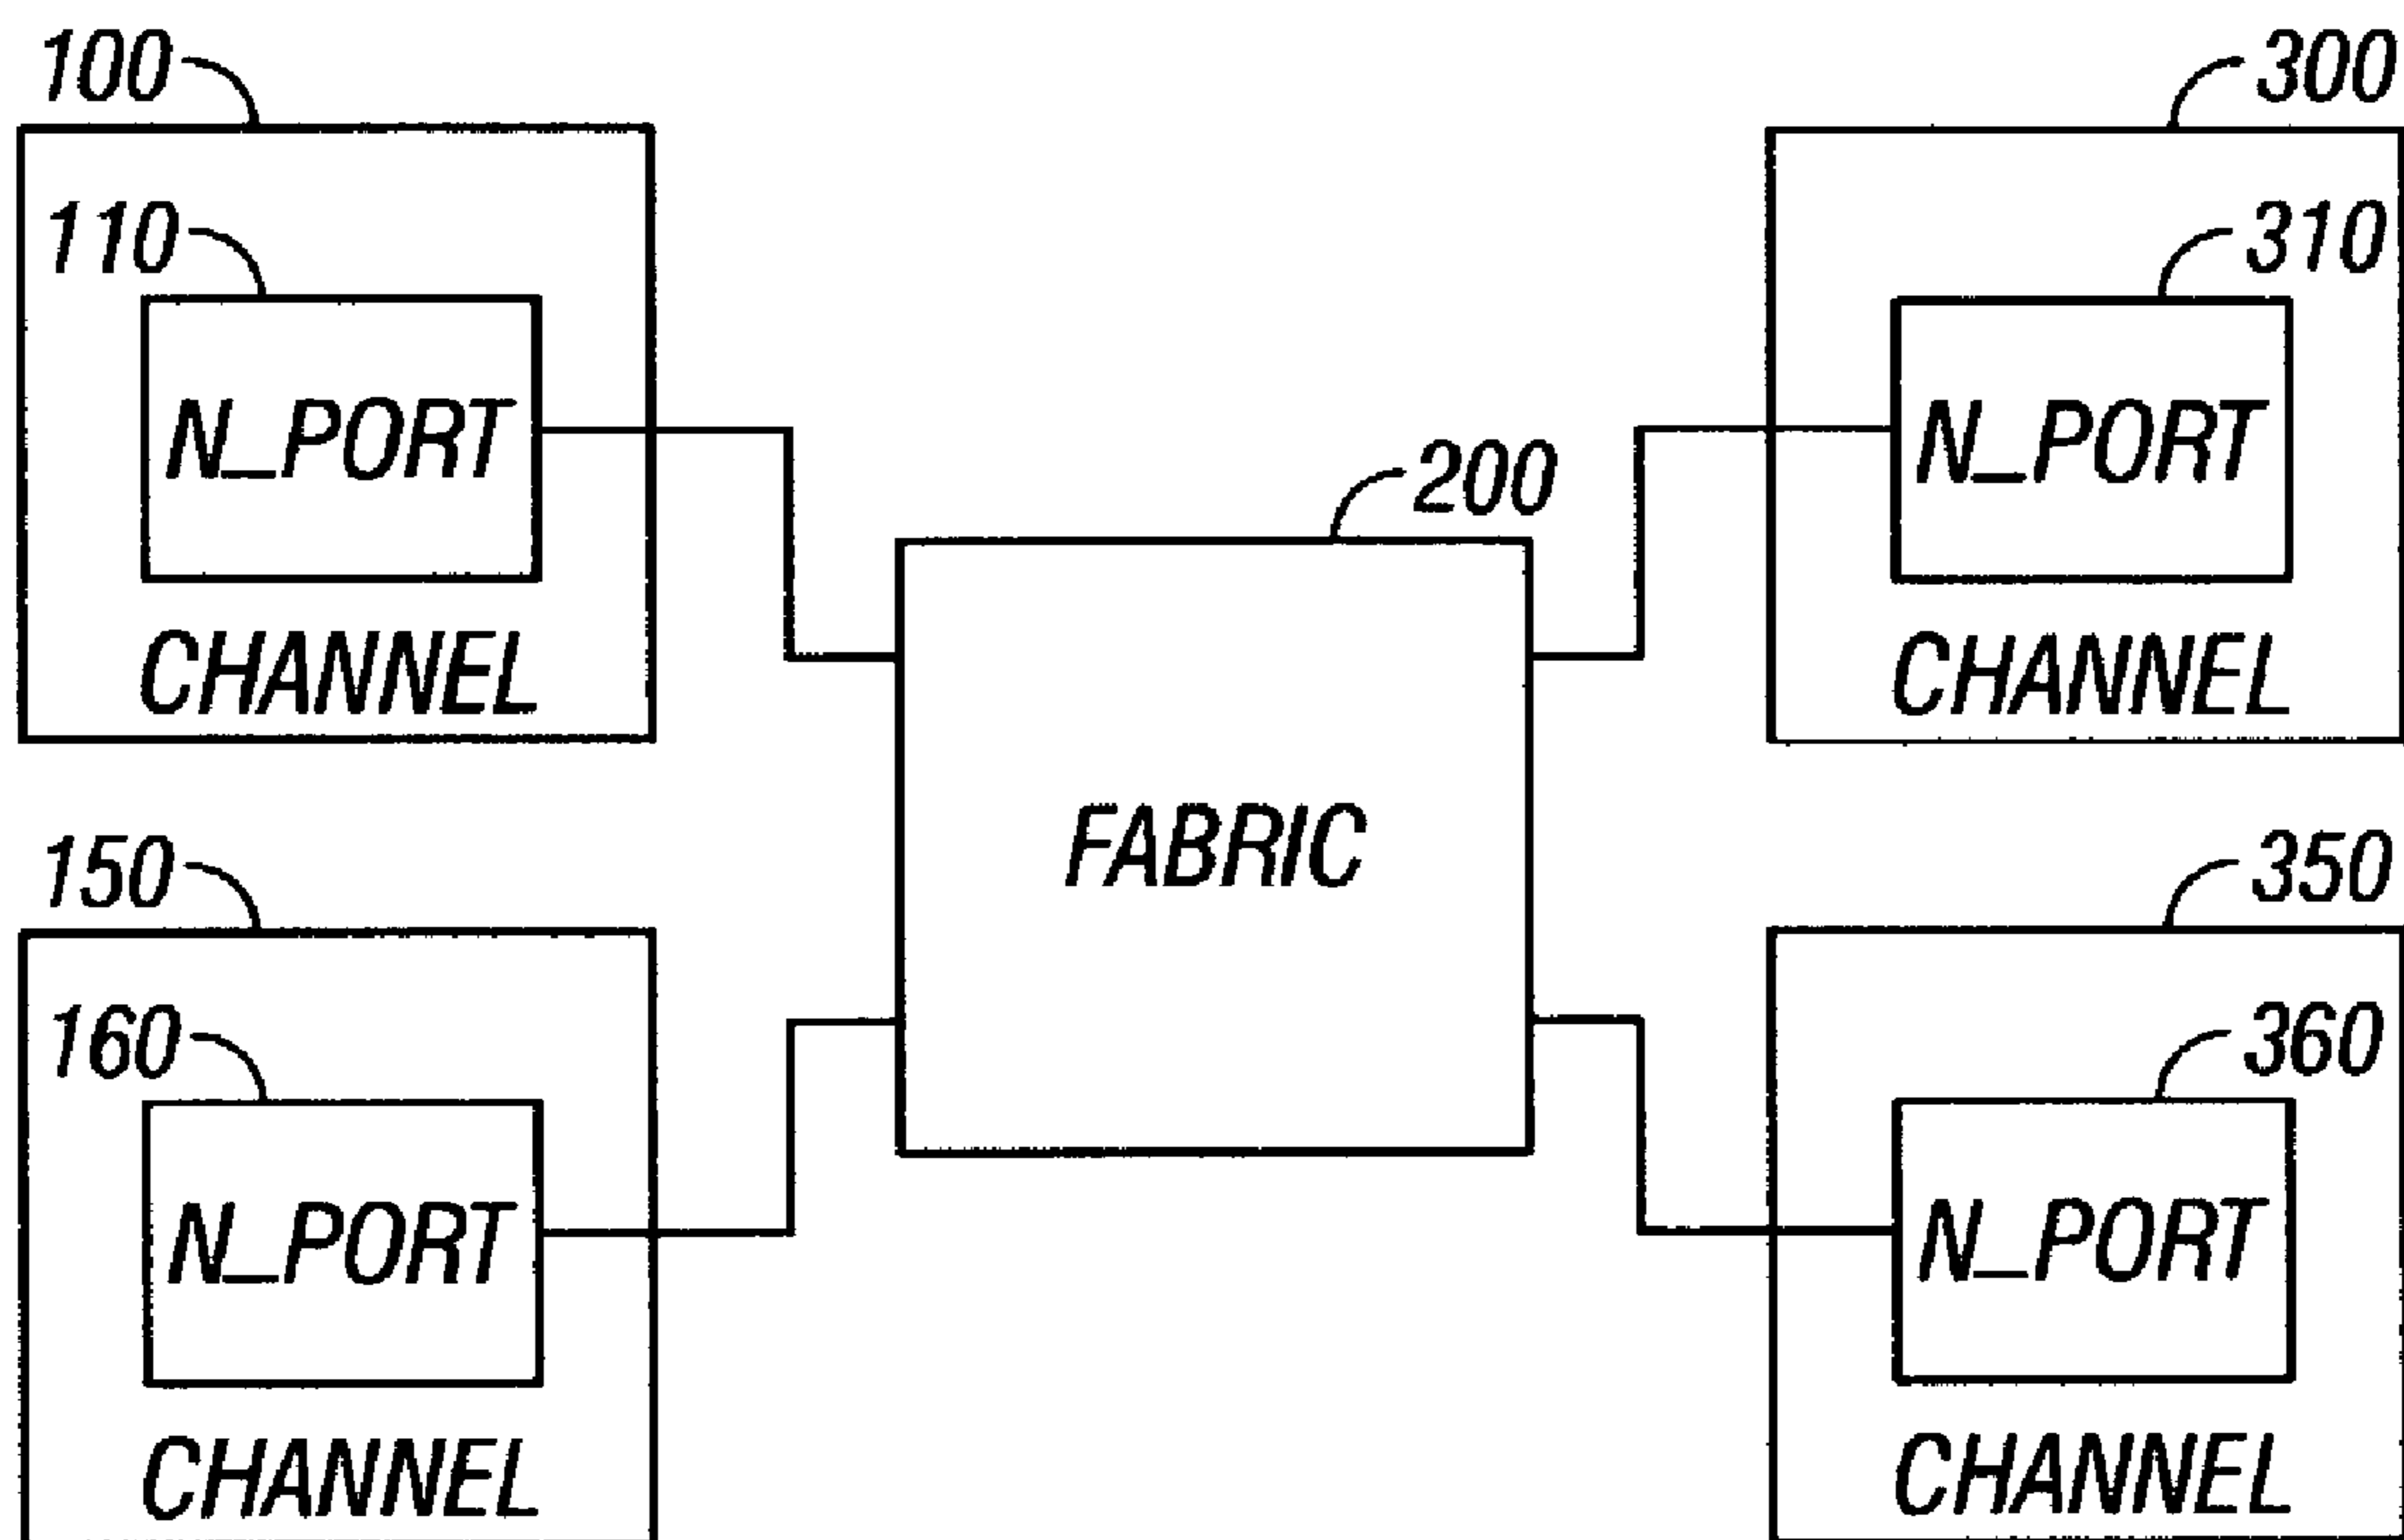 100
300
110
310
N_PORT
N_PORT
200
CHANNEL
CHANNEL
FABRIC
150
350
160
360
N_PORT
N_PORT
CHANNEL
CHANNEL